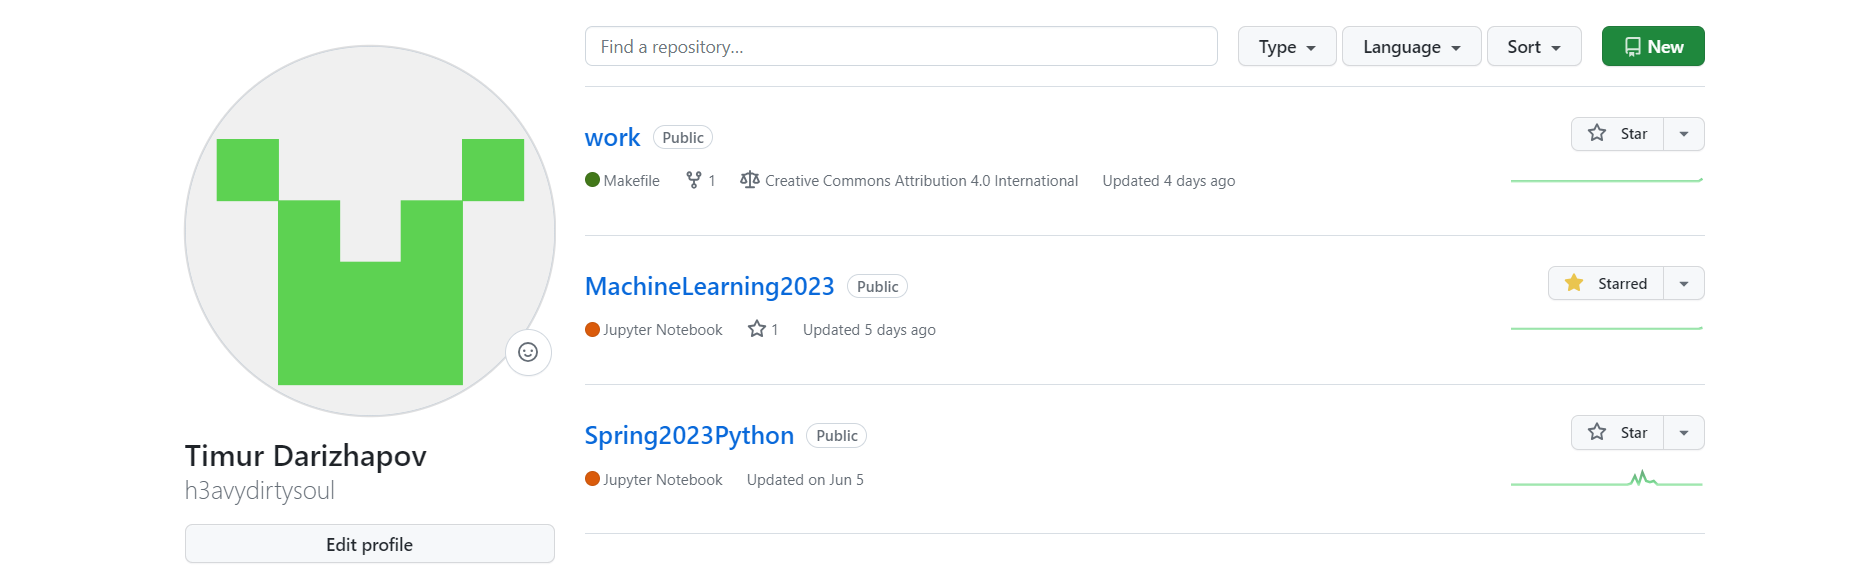 Find a repository...
Type
Language
Sort
New
work Public
Star
Makefile 1 Creative Commons Attribution 4.0 International Updated 4 days ago
MachineLearning2023 Public
Starred
Jupyter Notebook 1 Updated 5 days ago
Spring2023Python Public
Star
Jupyter Notebook Updated on Jun 5
Timur Darizhapov
h3avydirtysoul
Edit profile